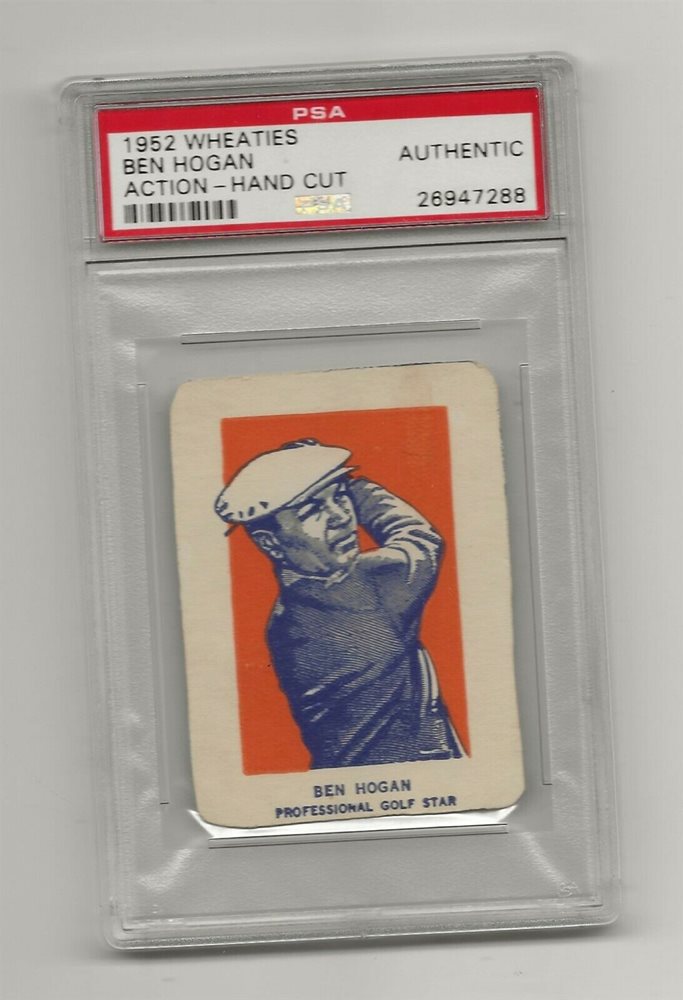 PSA
1952 WHEATIES
BEN HOGAN
ACTION – HAND CUT
AUTHENTIC
26947288
BEN HOGAN
PROFESSIONAL GOLF STAR